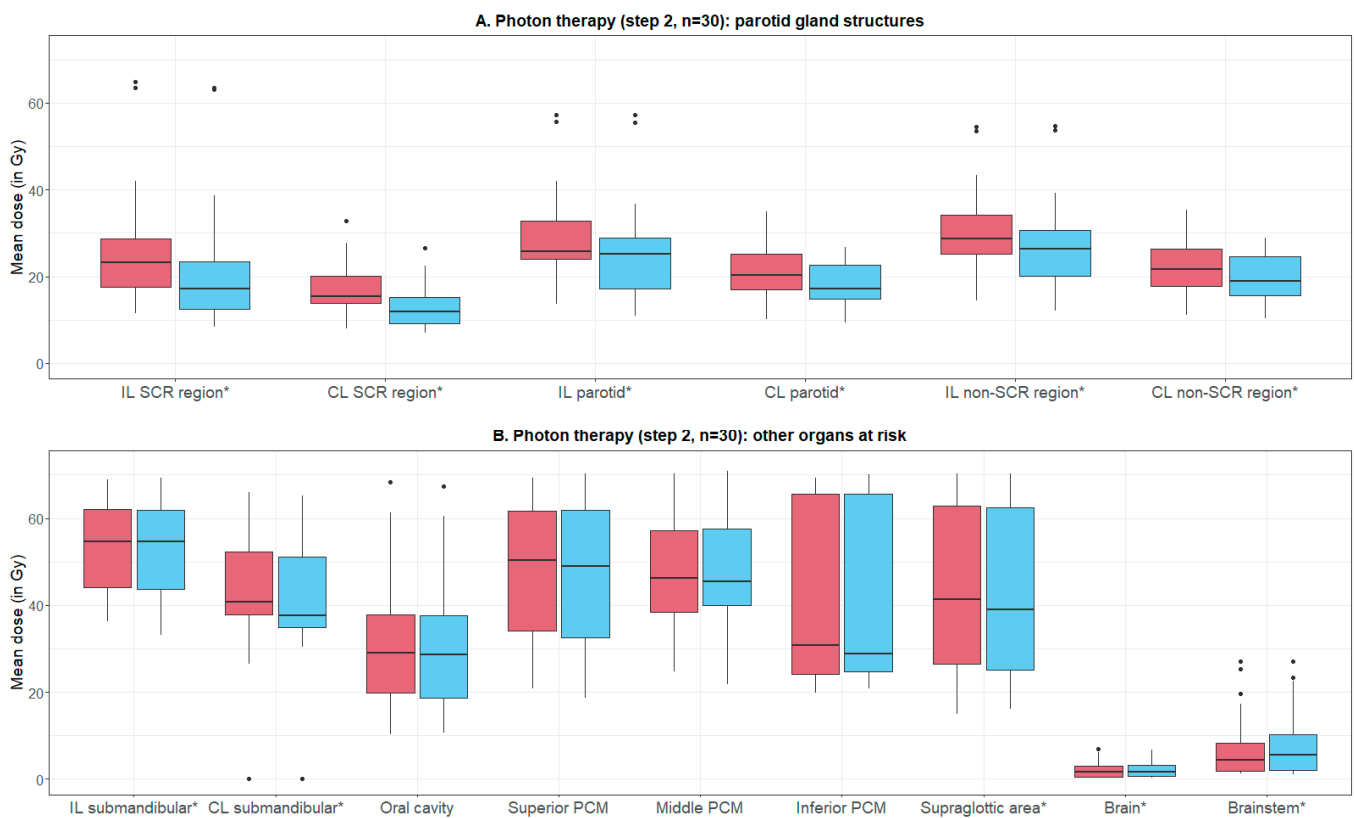 A. Photon therapy (step 2, n=30): parotid gland structures
Mean dose (in Gy)
60
40
20
0
IL SCR region*
CL SCR region*
IL parotid*
CL parotid*
IL non-SCR region*
CL non-SCR region*
B. Photon therapy (step 2, n=30): other organs at risk
Mean dose (in Gy)
60
40
20
0
IL submandibular*
CL submandibular*
Oral cavity
Superior PCM
Middle PCM
Inferior PCM
Supraglottic area*
Brain*
Brainstem*